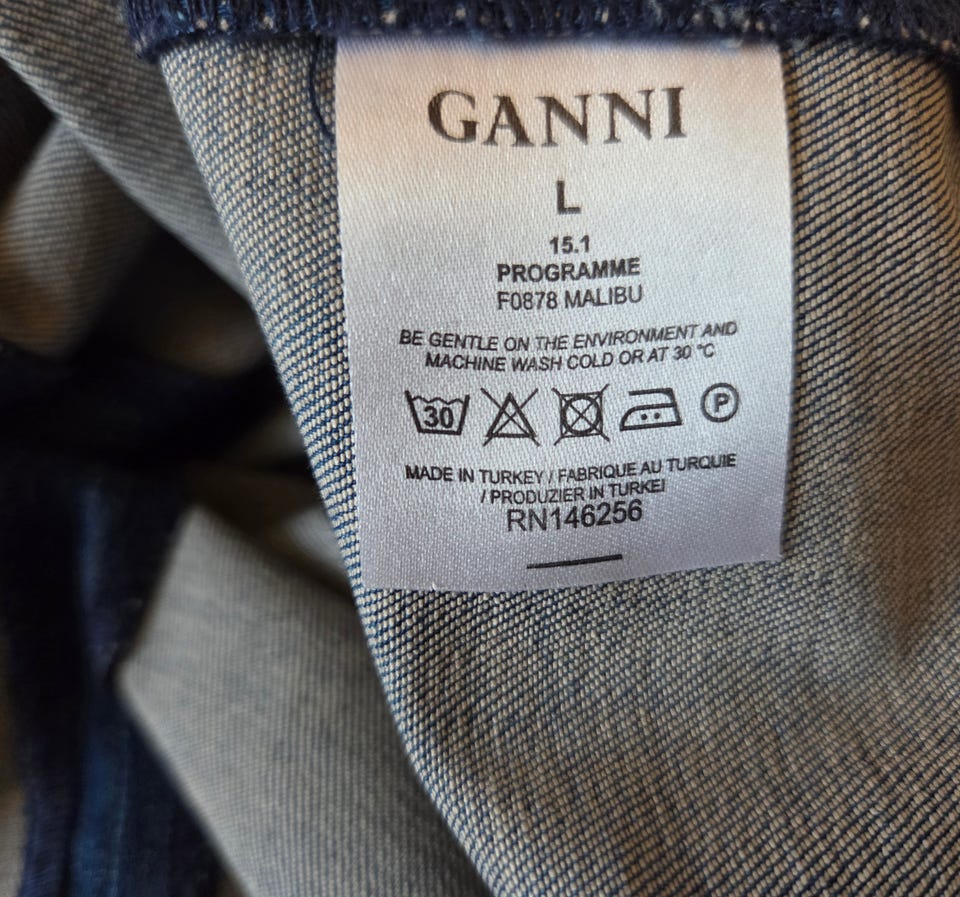 GANNI
L
15.1
PROGRAMME
F0878 MALIBU
BE GENTLE ON THE ENVIRONMENT AND
MACHINE WASH COLD OR AT 30 °C
30 P
MADE IN TURKEY / FABRIQUE AU TURQUIE
/ PRODUZIER IN TURKEI
RN146256